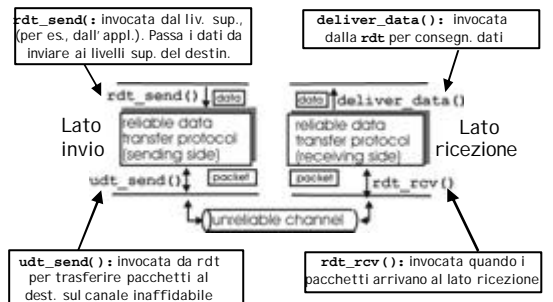 rdt_send(: invocata dal liv. sup.,
(per es., dall'appl.). Passa i dati da
inviare ai livelli sup. del destin.
deliver_data(): invocata
dalla rdt per consegn. dati
rdt_send()
data
data
deliver_data()
Lato
invio
reliable data
transfer protocol
(sending side)
reliable data
transfer protocol
(receiving side)
Lato
ricezione
udt_send()
packet
packet
rdt_rcv()
unreliable channel
udt_send(): invocata da rdt
per trasferire pacchetti al
dest. sul canale inaffidabile
rdt_rcv(): invocata quando i
pacchetti arrivano al lato ricezione